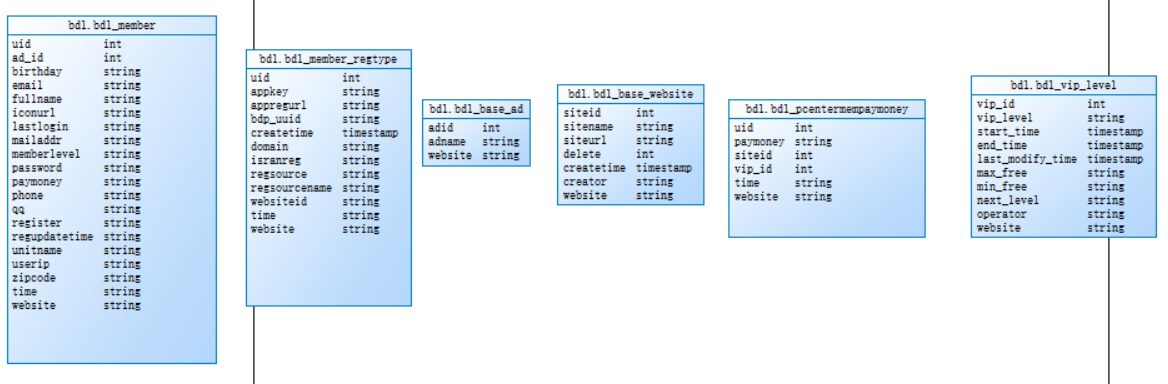 bdl.bdl_member
uid int
ad_id int
birthday string
email string
fullname string
iconurl string
lastlogin string
mailaddr string
memberlevel string
password string
paymoney string
phone string
qq string
register string
regupdatetime string
unitname string
userip string
zipcode string
time string
website string
bdl.bdl_member_regtype
uid int
appkey string
appregurl string
bdp_uuid string
createtime timestamp
domain string
isranreg string
regsource string
regsourcename string
websiteid string
time string
website string
bdl.bdl_base_ad
adid int
adname string
website string
bdl.bdl_base_website
siteid int
sitename string
siteurl string
delete int
createtime timestamp
creator string
website string
bdl.bdl_pcentermempaymoney
uid int
paymoney string
siteid int
vip_id int
time string
website string
bdl.bdl_vip_level
vip_id int
vip_level string
start_time timestamp
end_time timestamp
last_modify_time timestamp
max_free string
min_free string
next_level string
operator string
website string